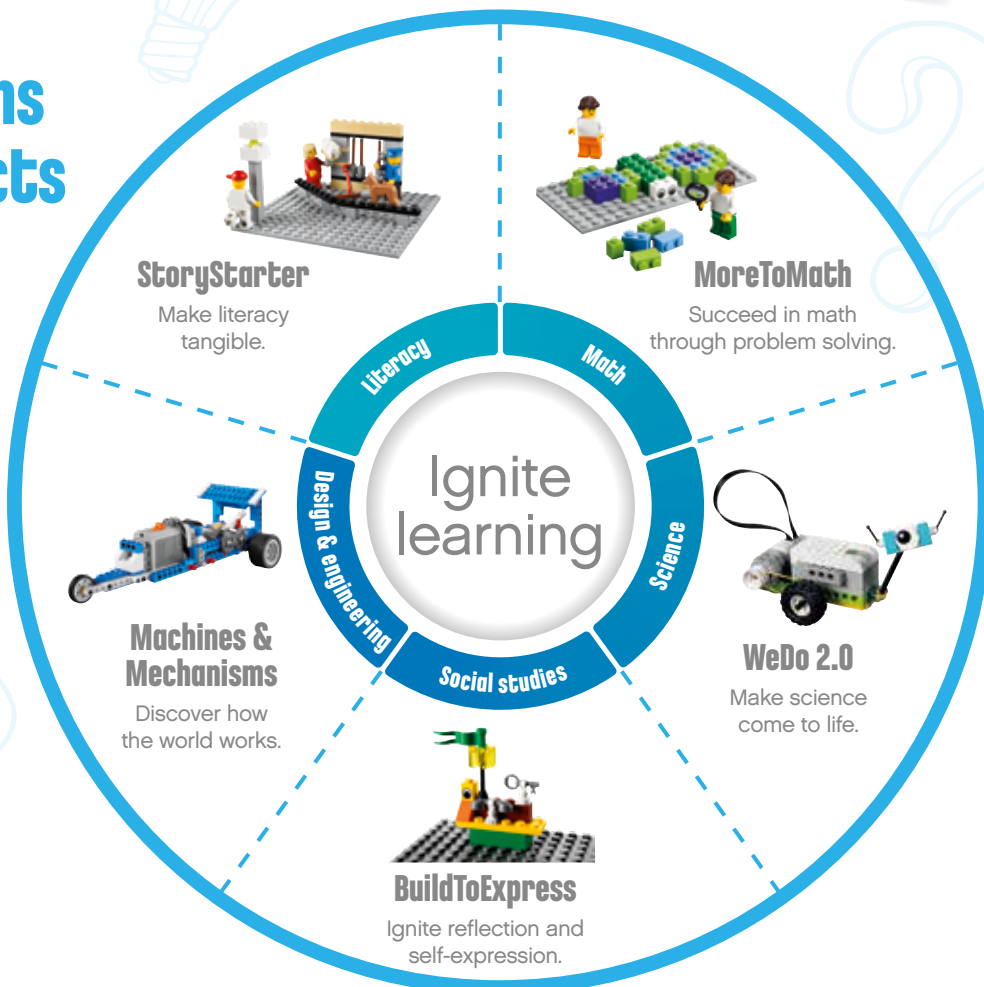 StoryStarter
Make literacy
tangible.
MoreToMath
Succeed in math
through problem solving.
Literacy
Math
Ignite
learning
Design & engineering
Science
Social studies
Machines &
Mechanisms
Discover how
the world works.
WeDo 2.0
Make science
come to life.
BuildToExpress
Ignite reflection and
self-expression.